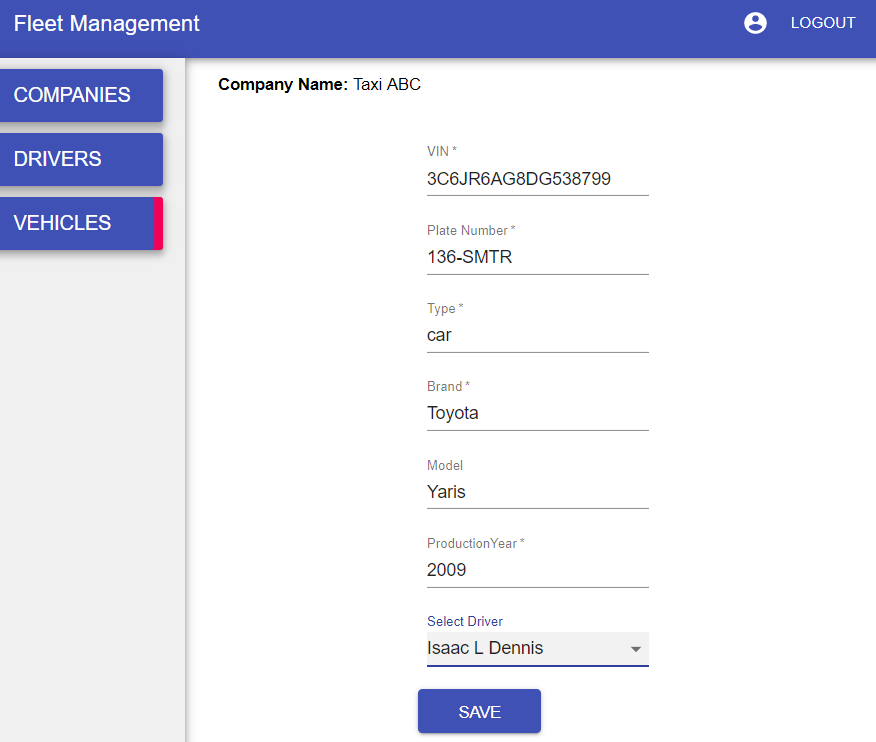 Fleet Management
LOGOUT
COMPANIES
DRIVERS
VEHICLES
Company Name: Taxi ABC
VIN *
3C6JR6AG8DG538799
Plate Number *
136-SMTR
Type *
car
Brand *
Toyota
Model
Yaris
ProductionYear *
2009
Select Driver
Isaac L Dennis
SAVE